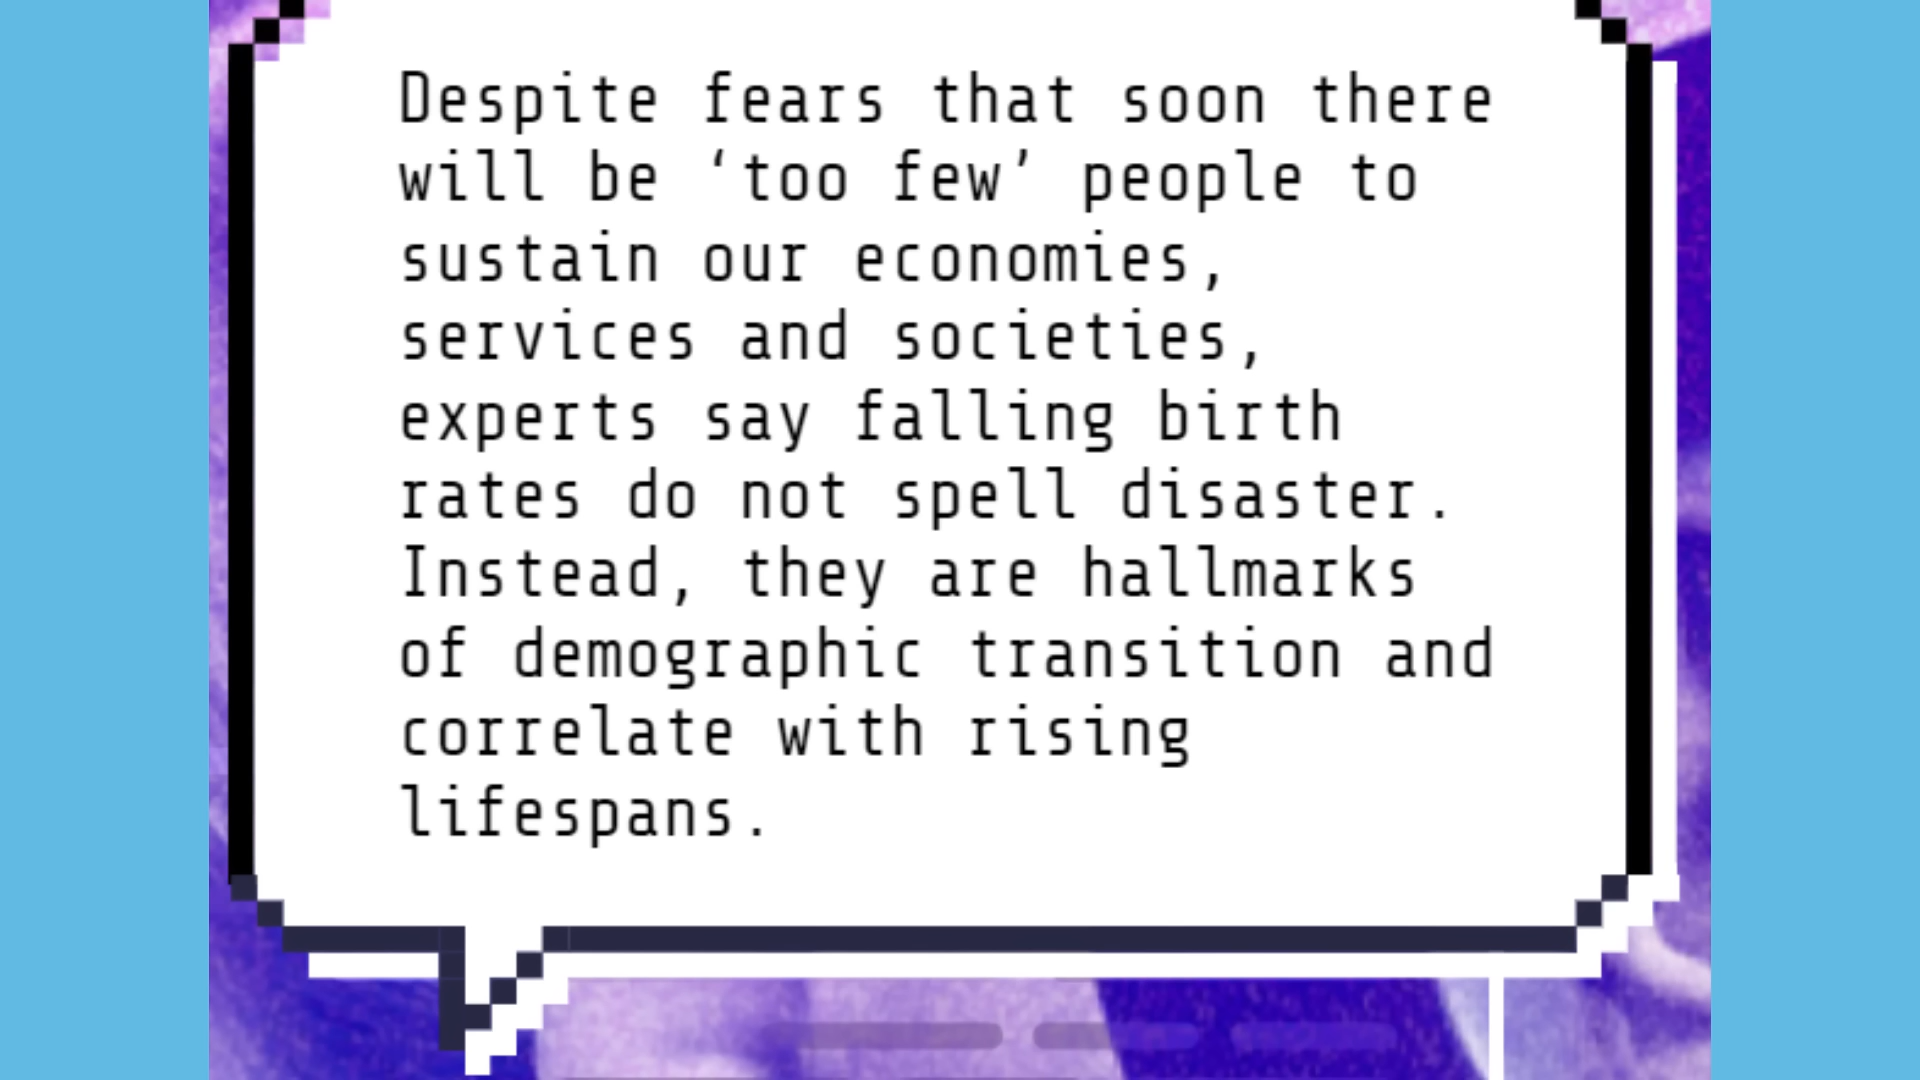 Despite fears that soon there
will be ‘too few’ people to
sustain our economies,
services and societies,
experts say falling birth
rates do not spell disaster.
Instead, they are hallmarks
of demographic transition and
correlate with rising
lifespans.